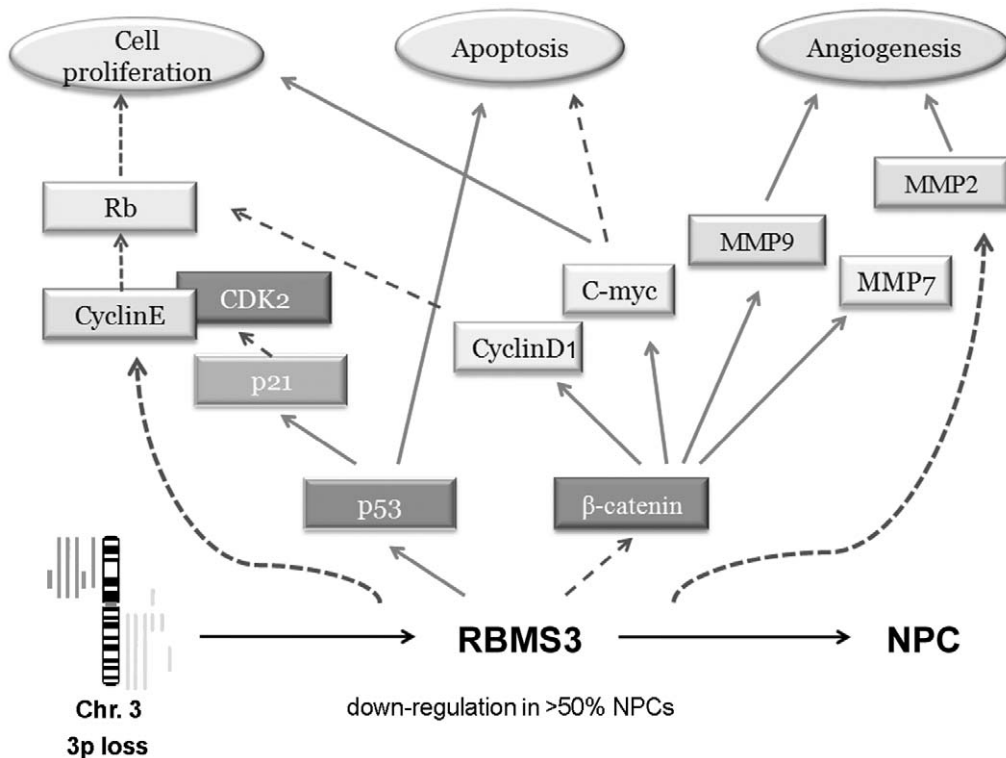 Cell
proliferation
Apoptosis
Angiogenesis
Rb
MMP2
MMP9
CDK2
C-myc
MMP7
CyclinE
CyclinD1
p21
p53
β-catenin
RBMS3
NPC
Chr. 3
3p loss
down-regulation in >50% NPCs